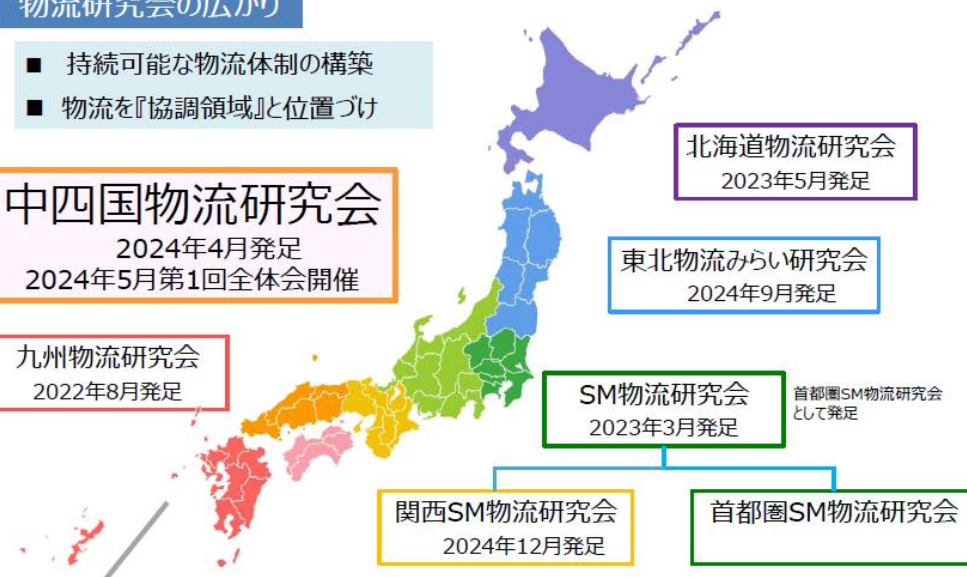 物流研究会の広がり
■ 持続可能な物流体制の構築
■ 物流を『協調領域』と位置づけ
北海道物流研究会
2023年5月発足
中四国物流研究会
2024年4月発足
2024年5月第1回全体会開催
東北物流みらい研究会
2024年9月発足
九州物流研究会
2022年8月発足
SM物流研究会
2023年3月発足
首都圏SM物流研究会
として発足
関西SM物流研究会
2024年12月発足
首都圏SM物流研究会